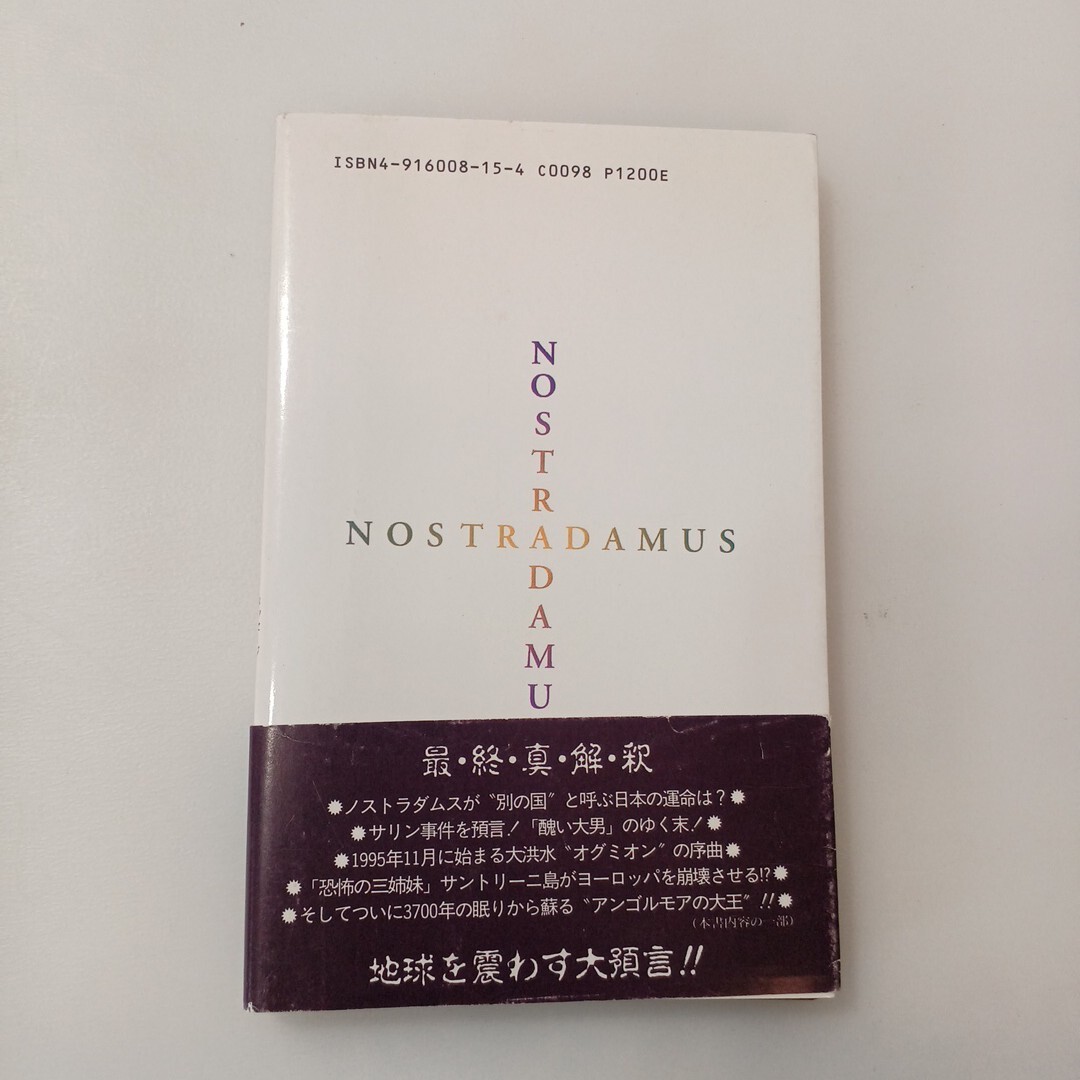 ISBN4-916008-15-4 C0098 P1200E
NOSTRADAMU
NOSTRADAMUS
最・終・真・解・釈
✹ノストラダムスが〝別の国〟と呼ぶ日本の運命は？✹
✹サリン事件を預言！「醜い大男」のゆく末！✹
✹1995年11月に始まる大洪水〝オグミオン〟の序曲✹
✹「恐怖の三姉妹」サントリーニ島がヨーロッパを崩壊させる!?✹
✹そしてついに3700年の眠りから蘇る〝アンゴルモアの大王〟!!✹
（本書内容の一部）
地球を震わす大預言!!